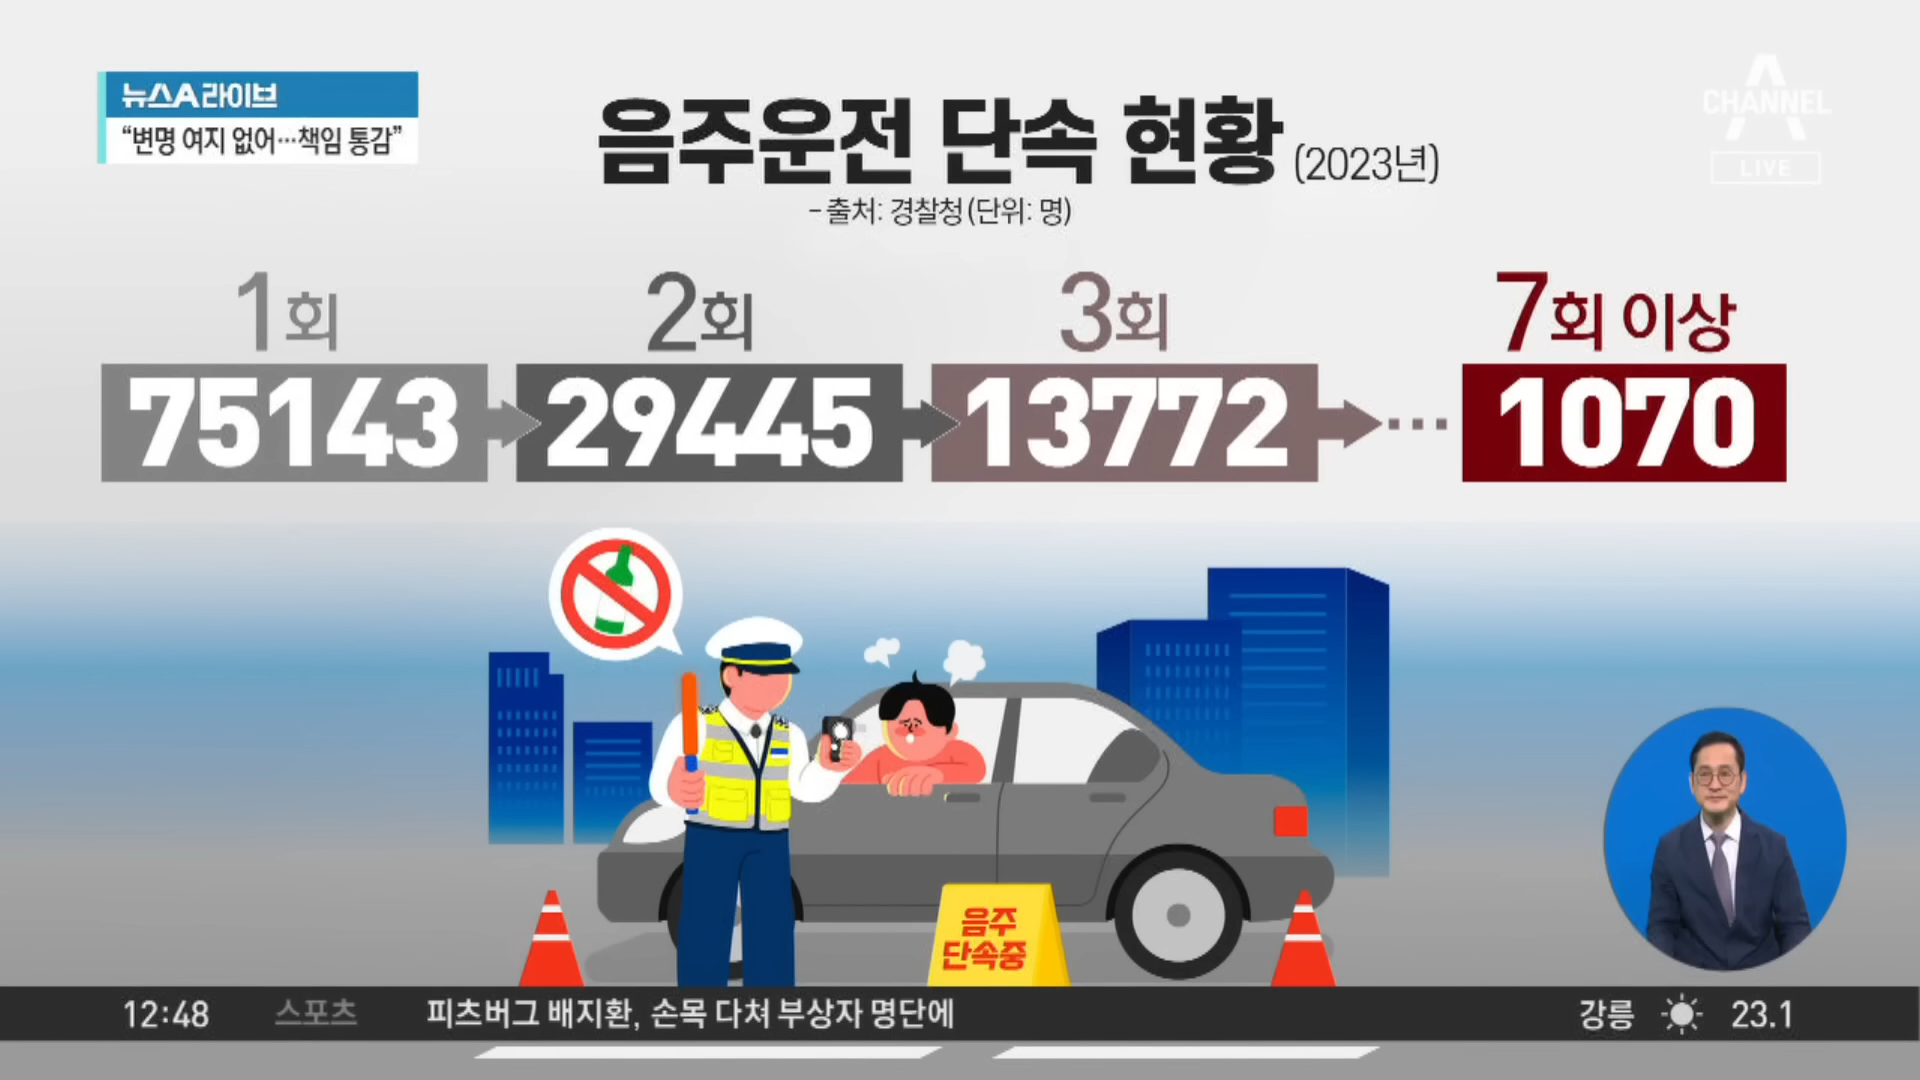 뉴스A라이브
“변명 여지 없어…책임 통감”
음주운전 단속 현황 (2023년)
- 출처: 경찰청(단위: 명)
CHANNEL A
LIVE
1회
2회
3회
7회 이상
75143
29445
13772
1070
음주
단속중
12:48 스포츠 피츠버그 배지환, 손목 다쳐 부상자 명단에 강릉 23.1